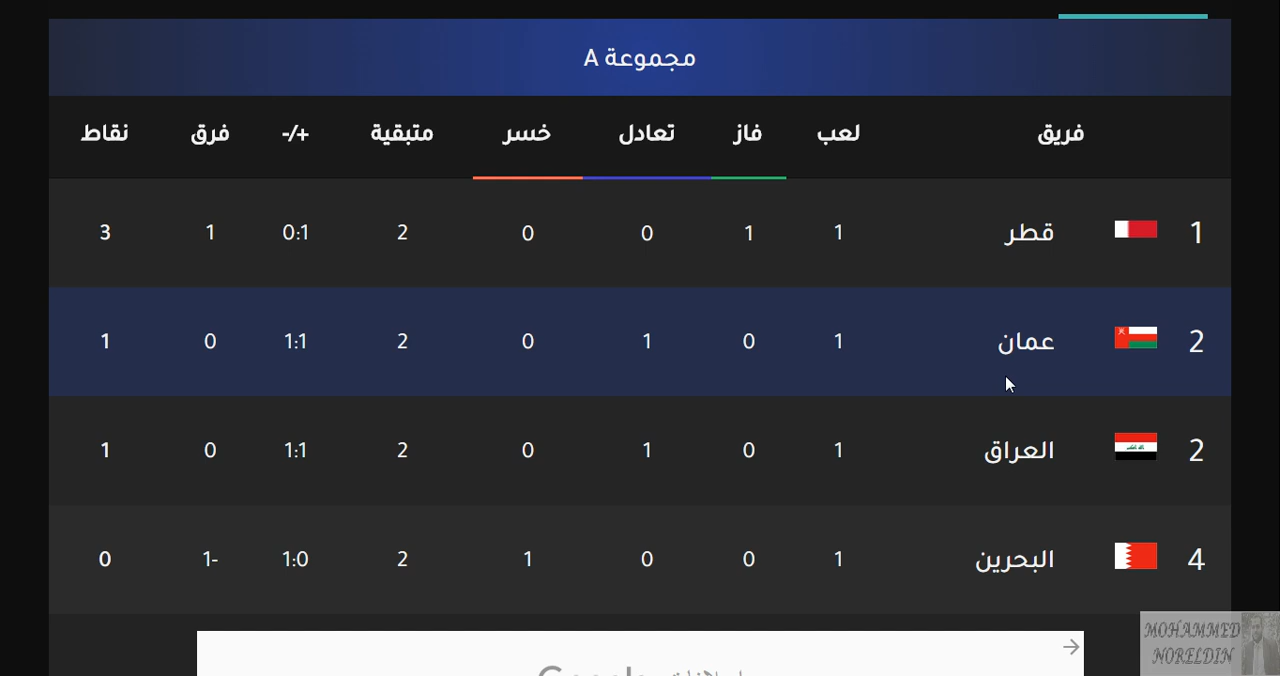 مجموعة A
فريق لعب فاز تعادل خسر متبقية +/- فرق نقاط
1 قطر 1 1 0 0 2 0:1 1 3
2 عمان 1 0 1 0 2 1:1 0 1
2 العراق 1 0 1 0 2 1:1 0 1
4 البحرين 1 0 0 1 2 1:0 1- 0
MOHAMMED
NORELDIN